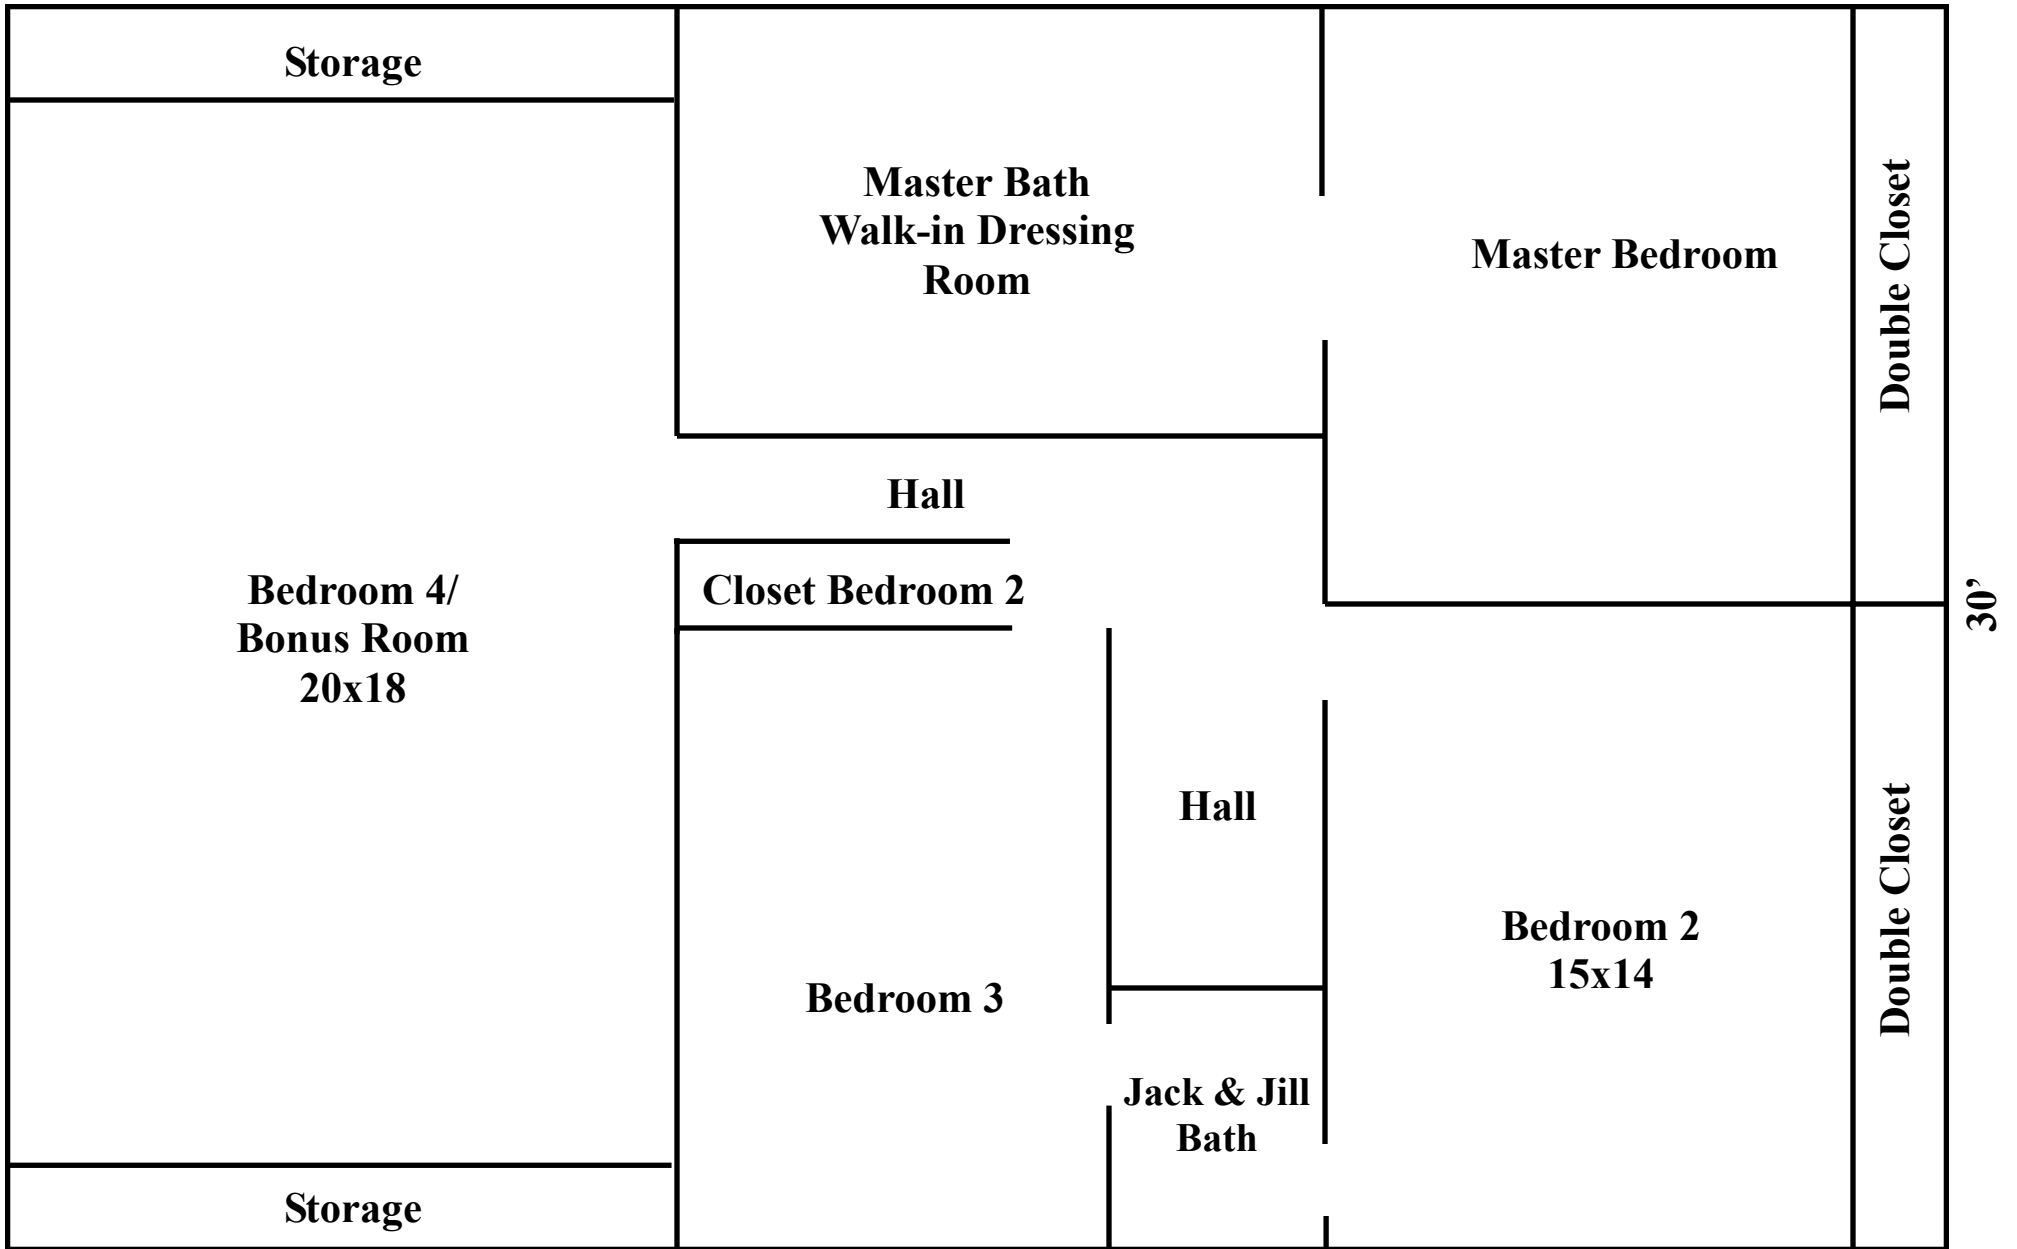 Storage
Master Bath
Walk-in Dressing
Room
Master Bedroom
Double Closet
Hall
Closet Bedroom 2
Bedroom 4/
Bonus Room
20x18
30’
Hall
Bedroom 2
15x14
Double Closet
Bedroom 3
Jack & Jill
Bath
Storage